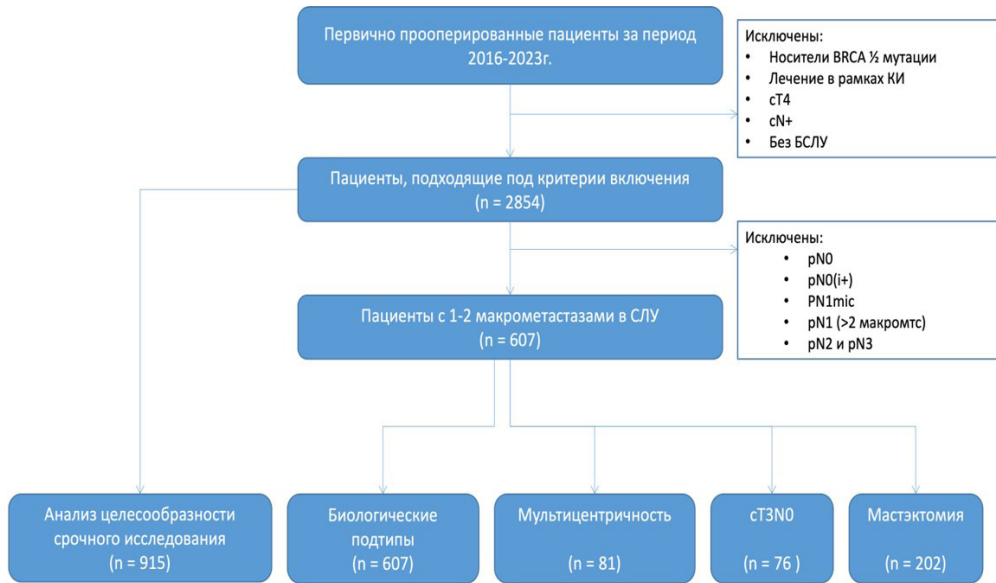 Первично прооперированные пациенты за период
2016-2023г.
Исключены:
• Носители BRCA ½ мутации
• Лечение в рамках КИ
• cT4
• cN+
• Без БСЛУ
Пациенты, подходящие под критерии включения
(n = 2854)
Исключены:
• pN0
• pN0(i+)
• PN1mic
• pN1 (>2 макромтс)
• pN2 и pN3
Пациенты с 1-2 макрометастазами в СЛУ
(n = 607)
Анализ целесообразности
срочного исследования
(n = 915)
Биологические
подтипы
(n = 607)
Мультицентричность
(n = 81)
cT3N0
(n = 76 )
Мастэктомия
(n = 202)